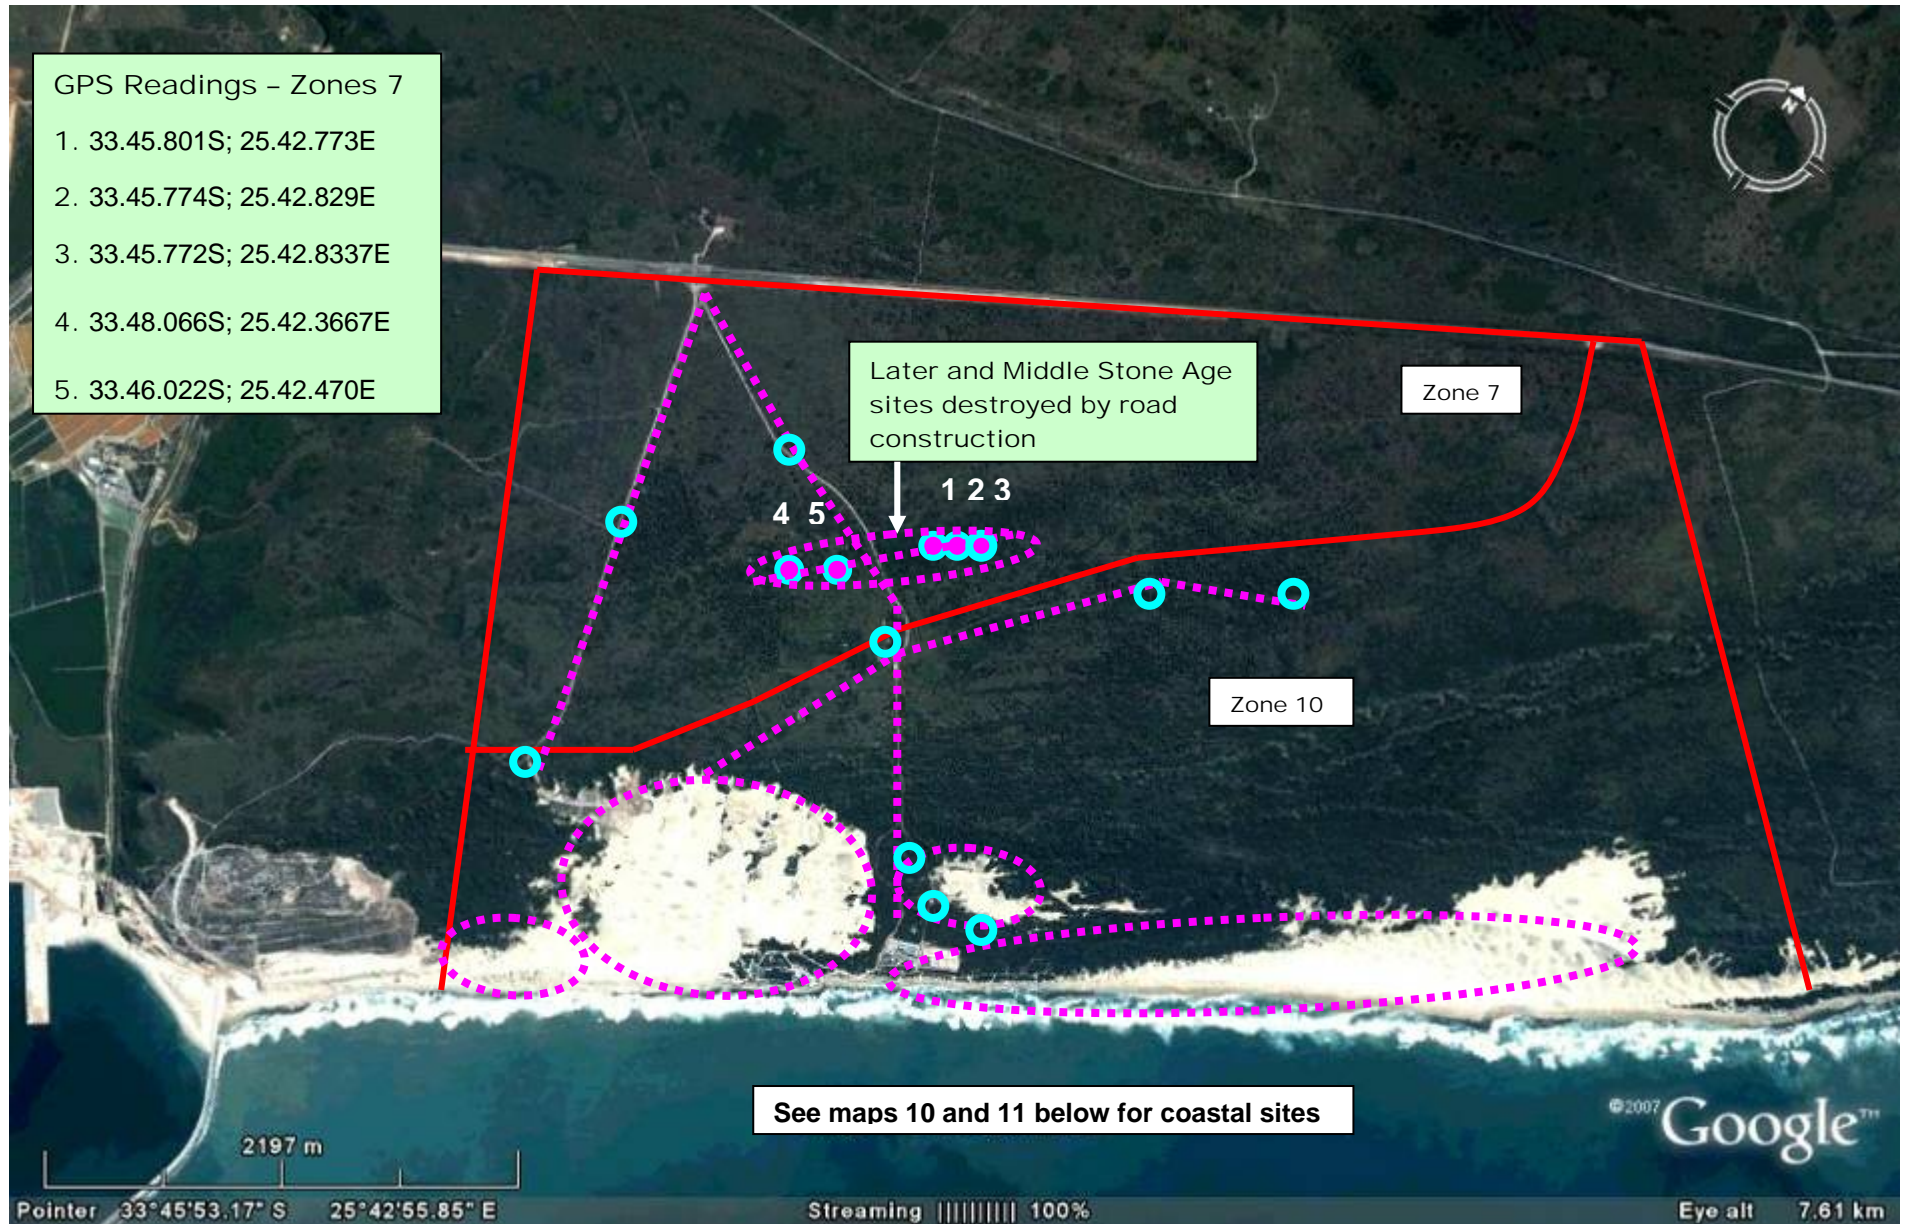 GPS Readings – Zones 7
1. 33.45.801S; 25.42.773E
2. 33.45.774S; 25.42.829E
3. 33.45.772S; 25.42.8337E
4. 33.48.066S; 25.42.3667E
5. 33.46.022S; 25.42.470E
N
Later and Middle Stone Age
sites destroyed by road
construction
Zone 7
1 2 3
4 5
Zone 10
See maps 10 and 11 below for coastal sites
©2007 Google™
2197 m
Pointer 33°45'53.17" S 25°42'55.85" E
Streaming |||||||||| 100%
Eye alt 7.61 km